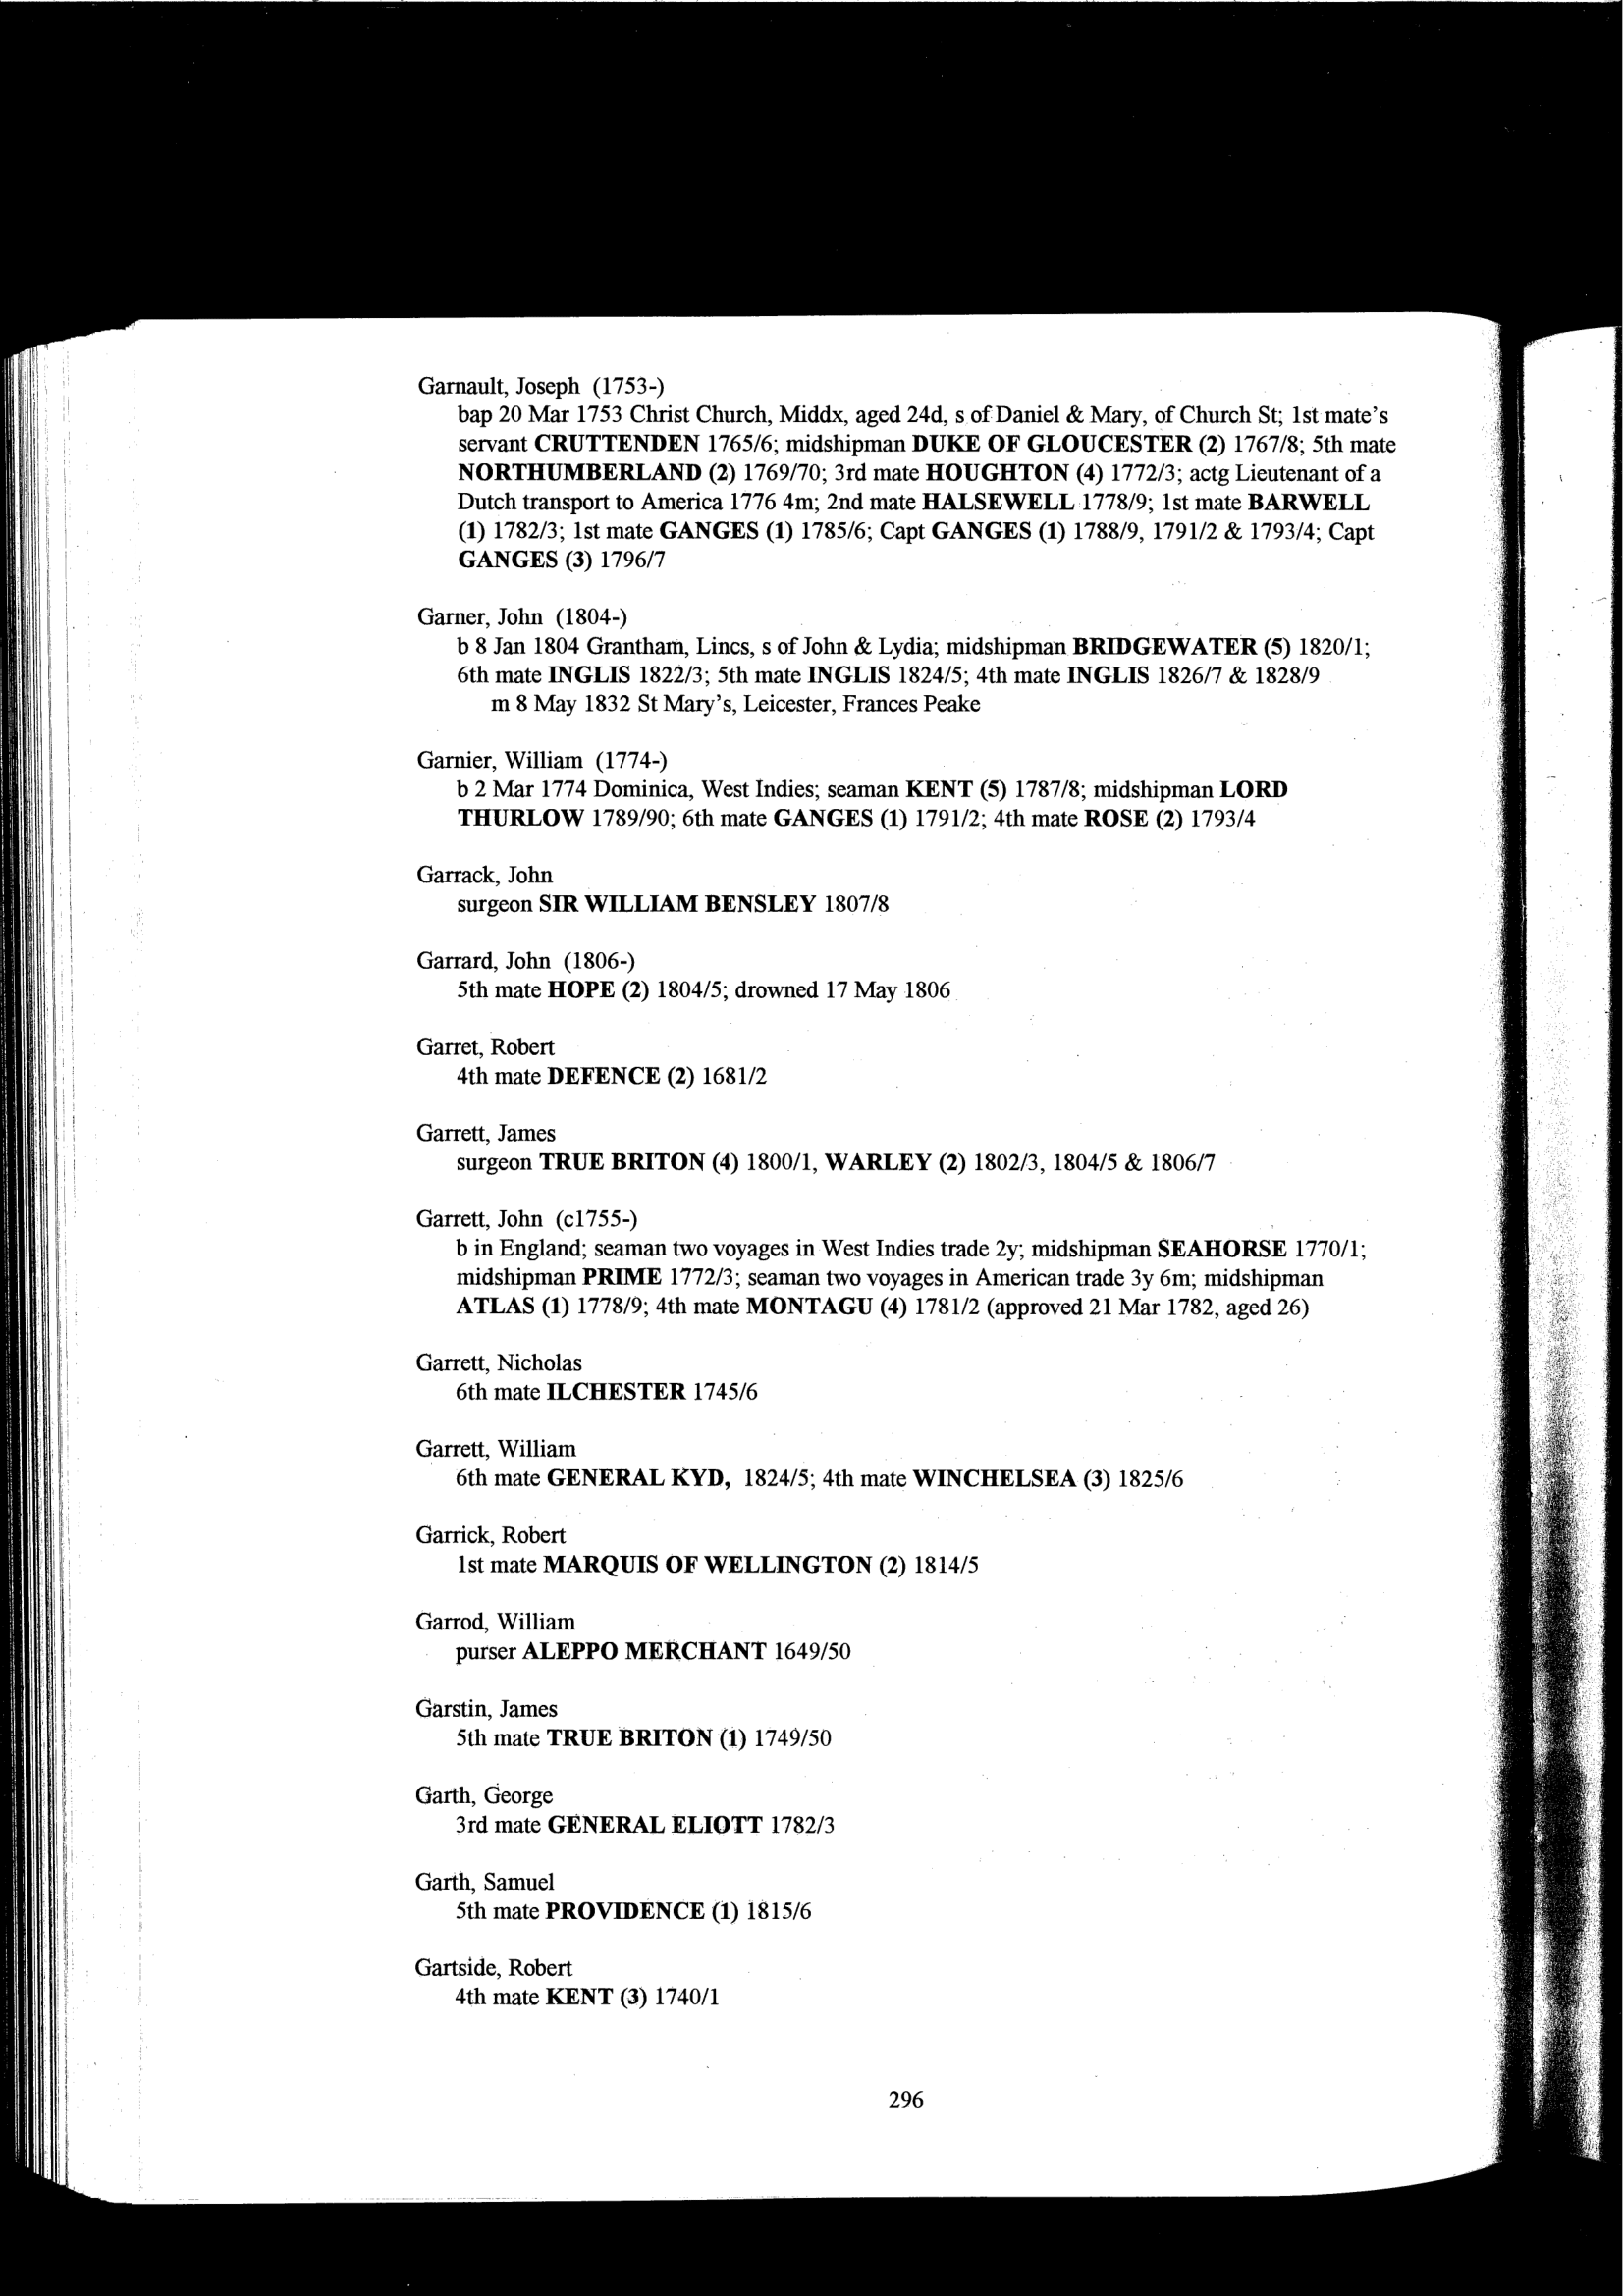 Garnault, Joseph (1753-)
bap 20 Mar 1753 Christ Church, Middx, aged 24d, s of Daniel & Mary, of Church St; 1st mate's
servant CRUTTENDEN 1765/6; midshipman DUKE OF GLOUCESTER (2) 1767/8; 5th mate
NORTHUMBERLAND (2) 1769/70; 3rd mate HOUGHTON (4) 1772/3; actg Lieutenant of a
Dutch transport to America 1776 4m; 2nd mate HALSEWELL 1778/9; 1st mate BARWELL
(1) 1782/3; 1st mate GANGES (1) 1785/6; Capt GANGES (1) 1788/9, 1791/2 & 1793/4; Capt
GANGES (3) 1796/7
Garner, John (1804-)
b 8 Jan 1804 Grantham, Lincs, s of John & Lydia; midshipman BRIDGEWATER (5) 1820/1;
6th mate INGLIS 1822/3; 5th mate INGLIS 1824/5; 4th mate INGLIS 1826/7 & 1828/9
m 8 May 1832 St Mary's, Leicester, Frances Peake
Garnier, William (1774-)
b 2 Mar 1774 Dominica, West Indies; seaman KENT (5) 1787/8; midshipman LORD
THURLOW 1789/90; 6th mate GANGES (1) 1791/2; 4th mate ROSE (2) 1793/4
Garrack, John
surgeon SIR WILLIAM BENSLEY 1807/8
Garrard, John (1806-)
5th mate HOPE (2) 1804/5; drowned 17 May 1806
Garret, Robert
4th mate DEFENCE (2) 1681/2
Garrett, James
surgeon TRUE BRITON (4) 1800/1, WARLEY (2) 1802/3, 1804/5 & 1806/7
Garrett, John (c1755-)
b in England; seaman two voyages in West Indies trade 2y; midshipman SEAHORSE 1770/1;
midshipman PRIME 1772/3; seaman two voyages in American trade 3y 6m; midshipman
ATLAS (1) 1778/9; 4th mate MONTAGU (4) 1781/2 (approved 21 Mar 1782, aged 26)
Garrett, Nicholas
6th mate ILCHESTER 1745/6
Garrett, William
6th mate GENERAL KYD, 1824/5; 4th mate WINCHELSEA (3) 1825/6
Garrick, Robert
1st mate MARQUIS OF WELLINGTON (2) 1814/5
Garrod, William
purser ALEPPO MERCHANT 1649/50
Garstin, James
5th mate TRUE BRITON (1) 1749/50
Garth, George
3rd mate GENERAL ELIOTT 1782/3
Garth, Samuel
5th mate PROVIDENCE (1) 1815/6
Gartside, Robert
4th mate KENT (3) 1740/1
296